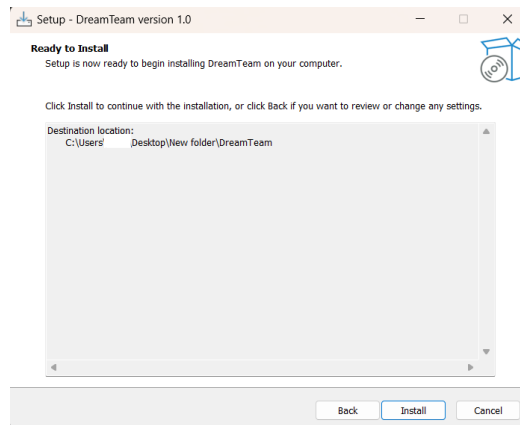 Setup - DreamTeam version 1.0
Ready to Install
Setup is now ready to begin installing DreamTeam on your computer.
Click Install to continue with the installation, or click Back if you want to review or change any settings.
Destination location:
C:\Users' Desktop\New folder\DreamTeam
Back Install Cancel